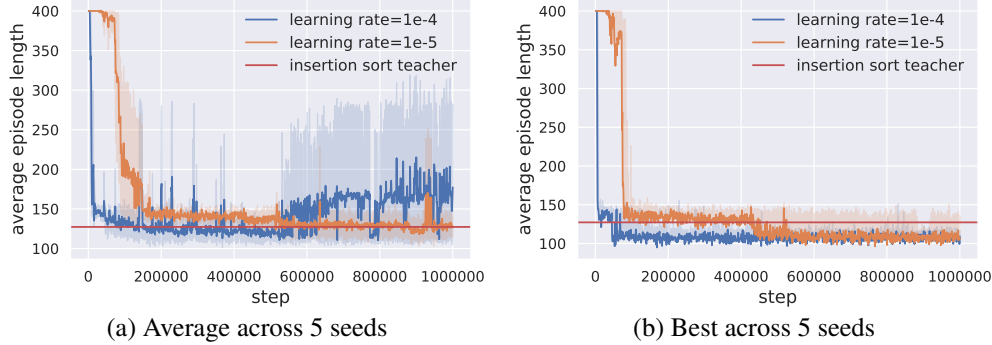 400
350
300
250
200
150
100
average episode length
learning rate=1e-4
learning rate=1e-5
insertion sort teacher
0
200000
400000
600000
800000
1000000
step
(a) Average across 5 seeds
400
350
300
250
200
150
100
average episode length
learning rate=1e-4
learning rate=1e-5
insertion sort teacher
0
200000
400000
600000
800000
1000000
step
(b) Best across 5 seeds